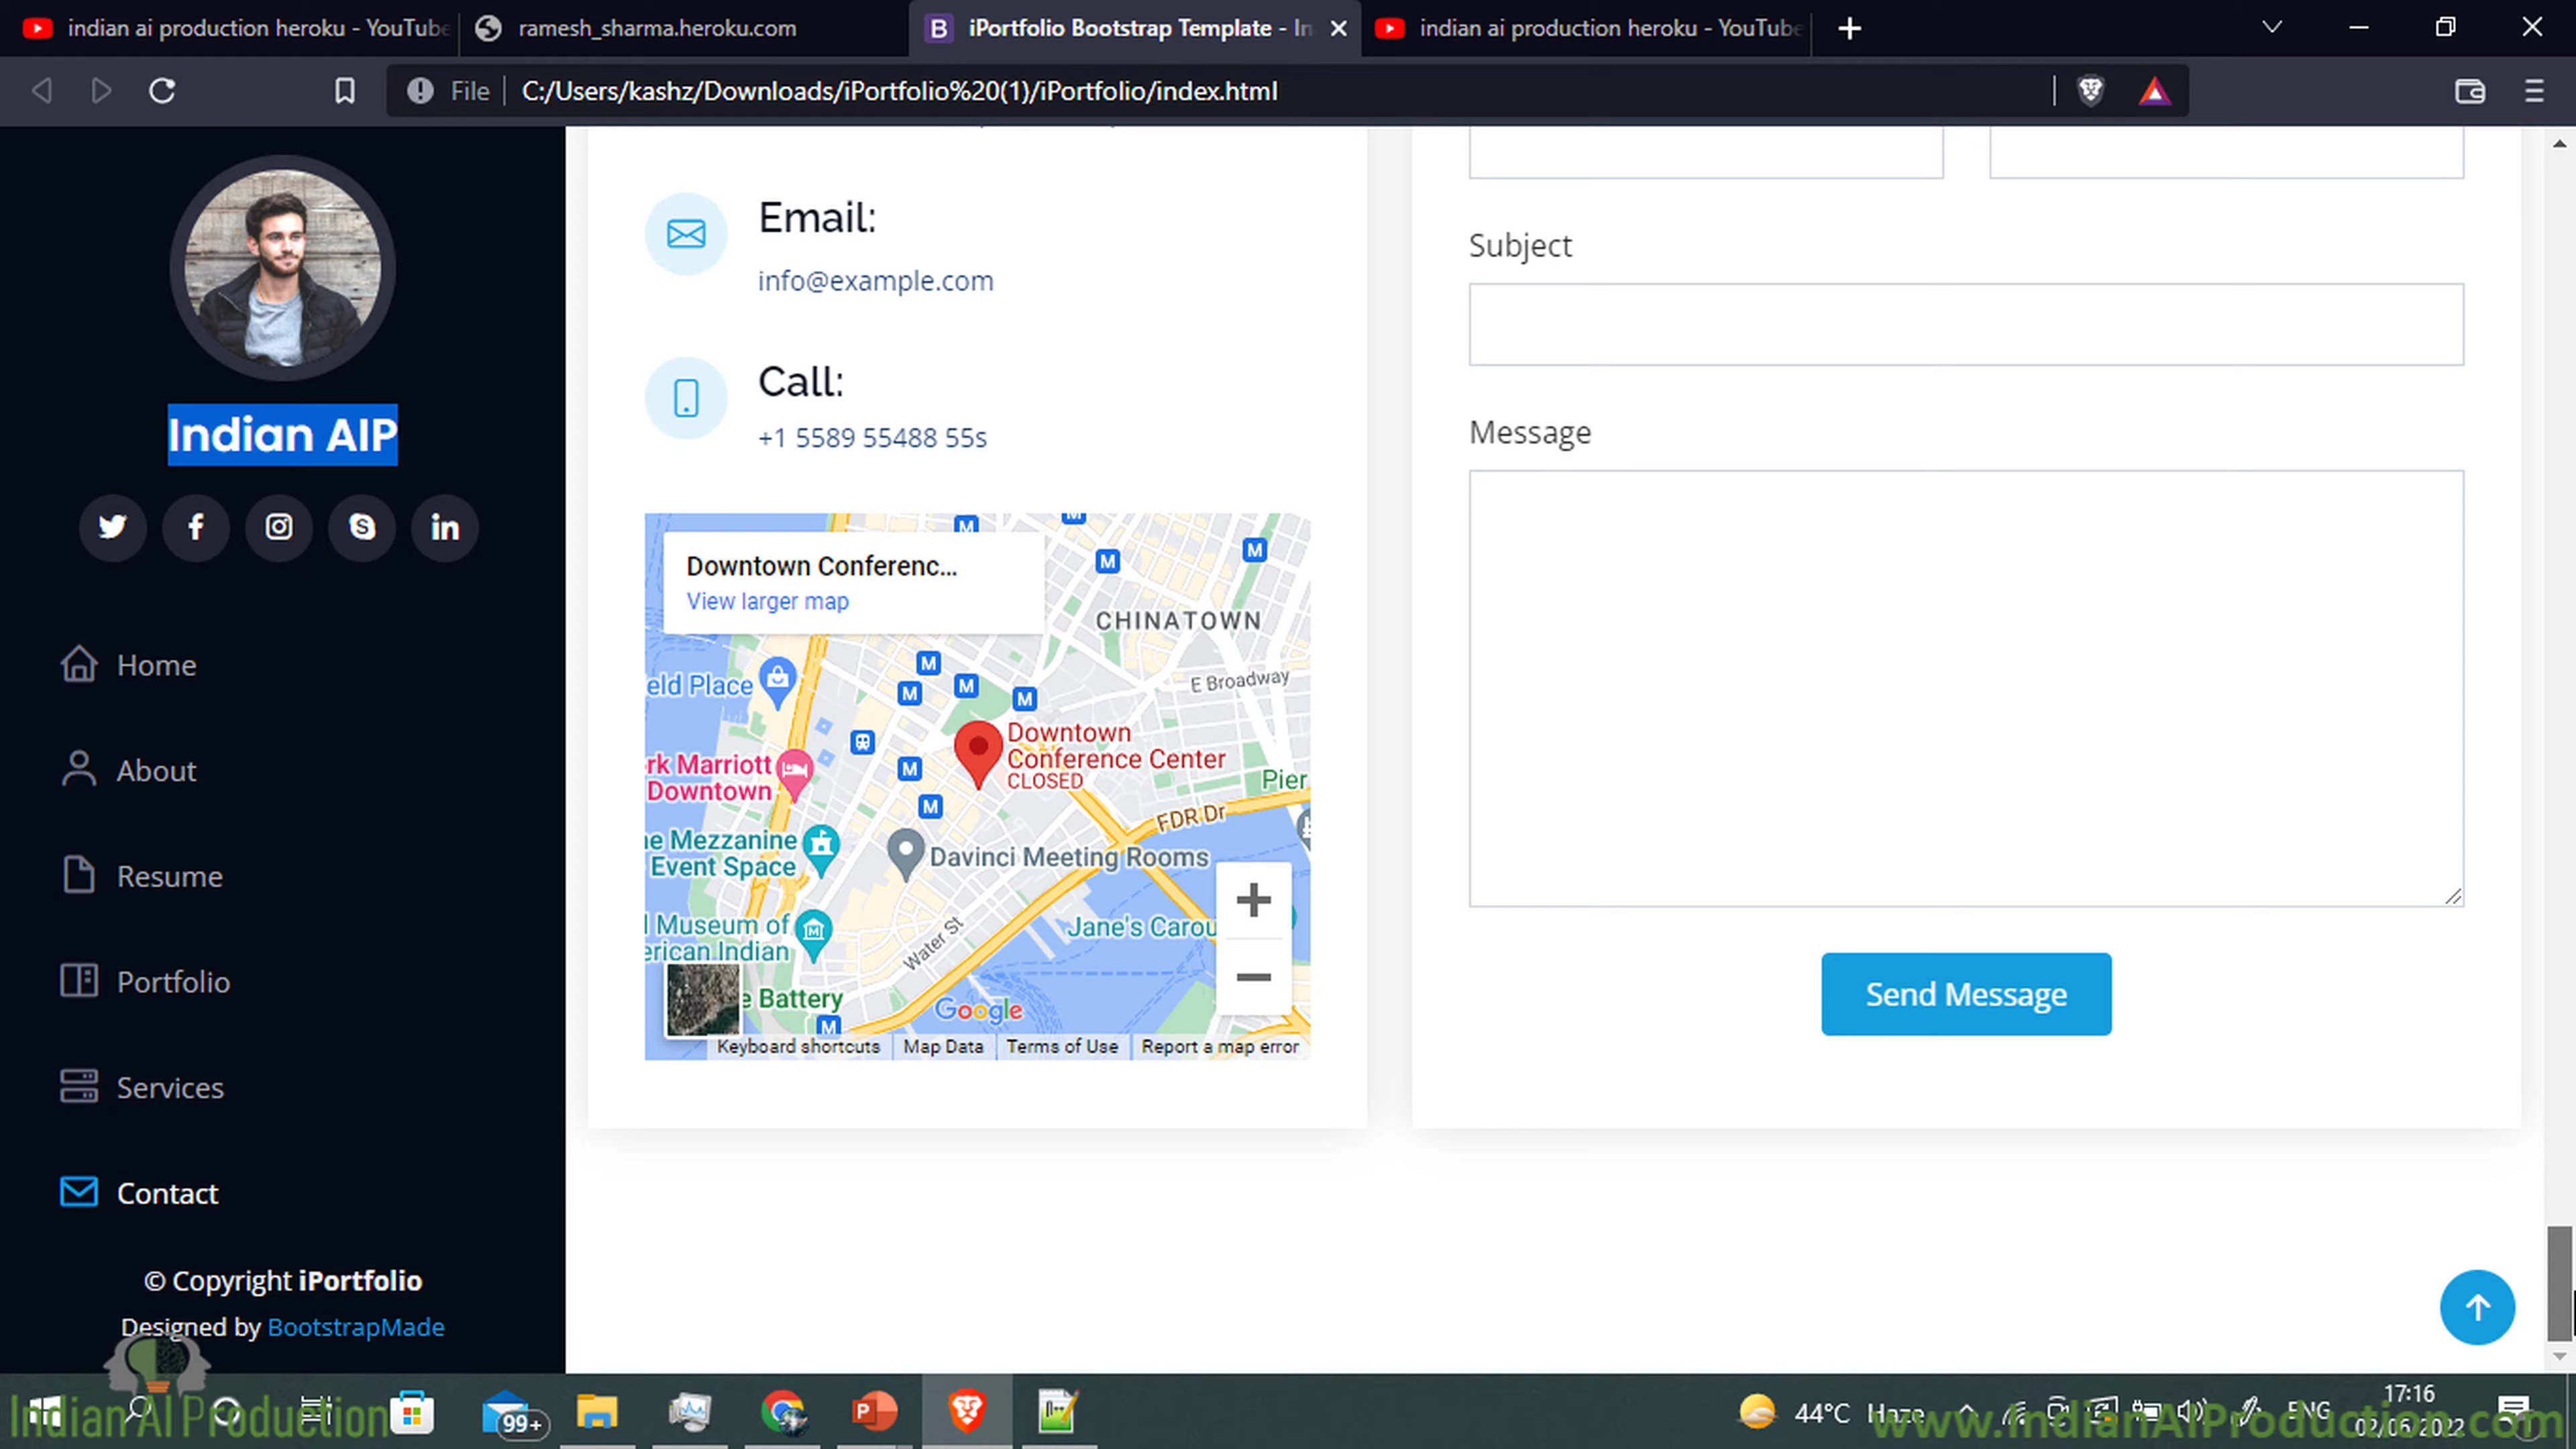 indian ai production heroku - YouTube
ramesh_sharma.heroku.com
iPortfolio Bootstrap Template - In
indian ai production heroku - YouTube
File
C:/Users/kashz/Downloads/iPortfolio%20(1)/iPortfolio/index.html
Indian AIP
Home
About
Resume
Portfolio
Services
Contact
© Copyright iPortfolio
Designed by BootstrapMade
Email:
info@example.com
Call:
+1 5589 55488 55s
Downtown Conferenc...
View larger map
CHINATOWN
E Broadway
eld Place
Downtown
Conference Center
CLOSED
rk Marriott
Downtown
Pier
FDR Dr
ne Mezzanine
Event Space
Davinci Meeting Rooms
l Museum of
erican Indian
Jane's Carou
Water St
e Battery
Google
Keyboard shortcuts
Map Data
Terms of Use
Report a map error
Subject
Message
Send Message
Indian AI Production
99+
44°C Haze
ENG
17:16
02/06/2022
www.IndianAIProduction.com